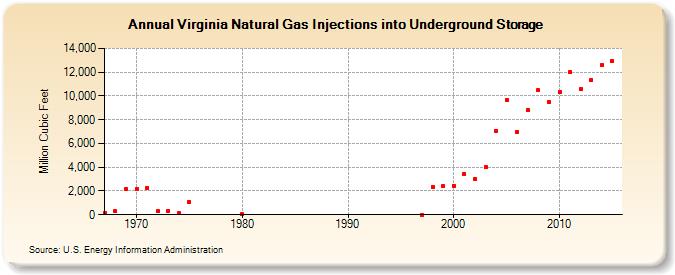 Annual Virginia Natural Gas Injections into Underground Storage
Million Cubic Feet
14,000
12,000
10,000
8,000
6,000
4,000
2,000
0
1970 1980 1990 2000 2010
Source: U.S. Energy Information Administration